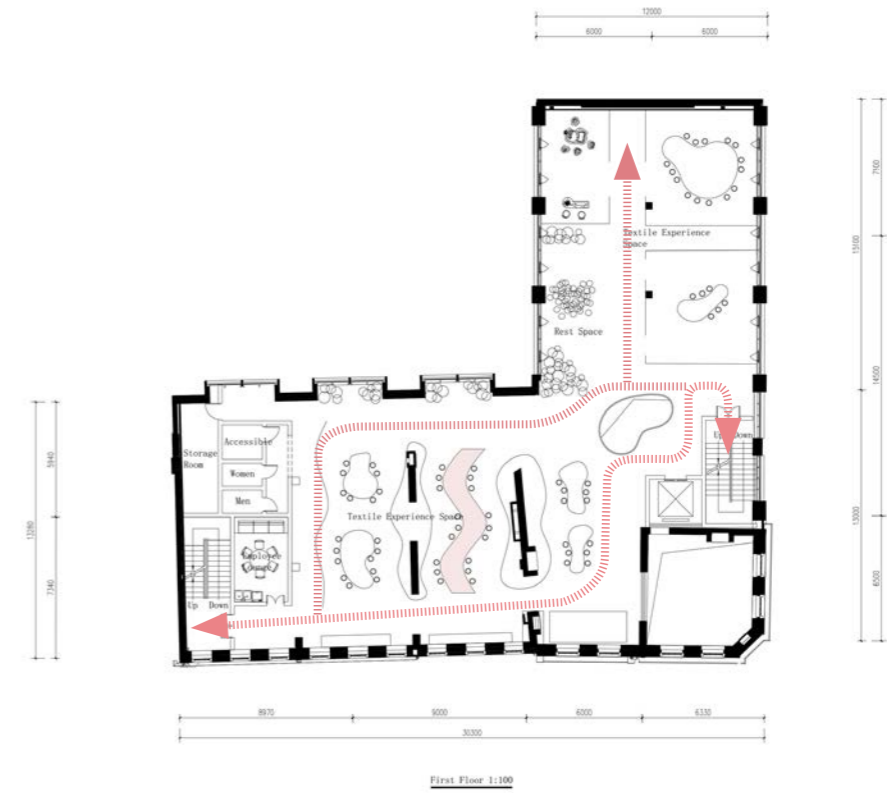 12000
6000
6000
7100
15100
Textile Experience
Space
Rest Space
14500
Accessible
Storage
Room
Women
Men
Up Down
5940
13280
Textile Experience Space
13000
Employee
7340
6500
Up Down
8970
9000
6000
6330
30300
First Floor 1:100